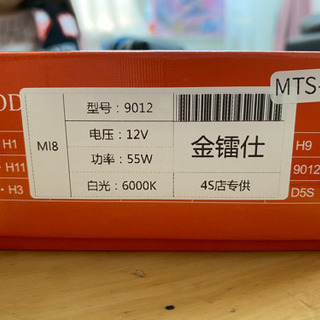 OD
MTS-
H1
H11
H3
MI8
型号：9012
电压：12V
功率：55W
白光：6000K
金镭仕
4S店专供
H9
9012
D5S